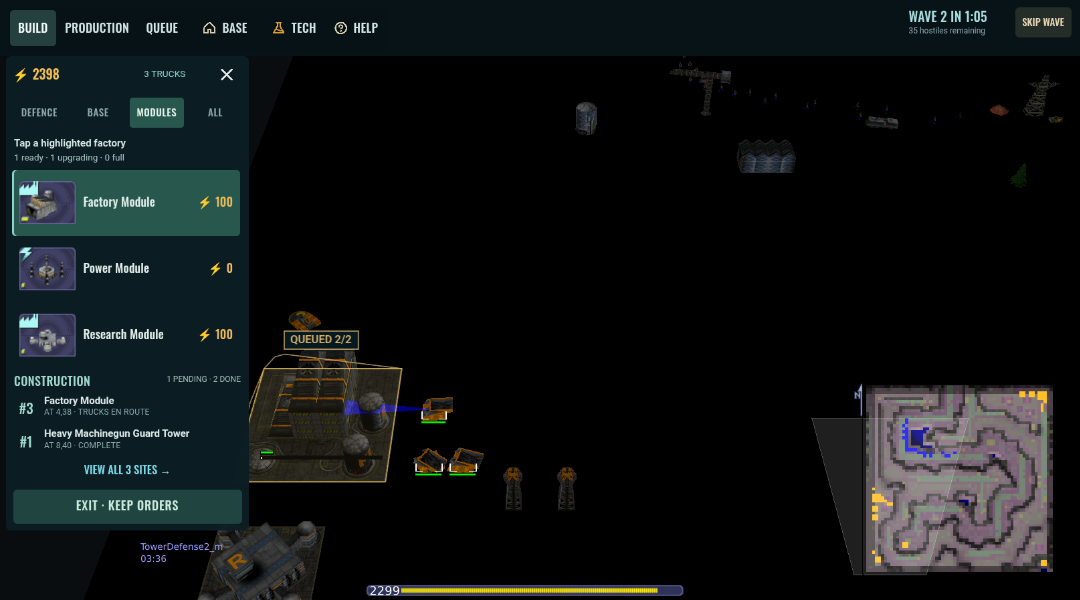 BUILD
PRODUCTION
QUEUE
BASE
TECH
HELP
WAVE 2 IN 1:05
35 hostiles remaining
SKIP WAVE
2398
3 TRUCKS
DEFENCE
BASE
MODULES
ALL
Tap a highlighted factory
1 ready · 1 upgrading · 0 full
Factory Module
100
Power Module
0
Research Module
100
CONSTRUCTION
1 PENDING · 2 DONE
#3
Factory Module
AT 4,38 · TRUCKS EN ROUTE
#1
Heavy Machinegun Guard Tower
AT 8,40 · COMPLETE
VIEW ALL 3 SITES →
EXIT · KEEP ORDERS
QUEUED 2/2
N
R
TowerDefense2_m
03:36
2299